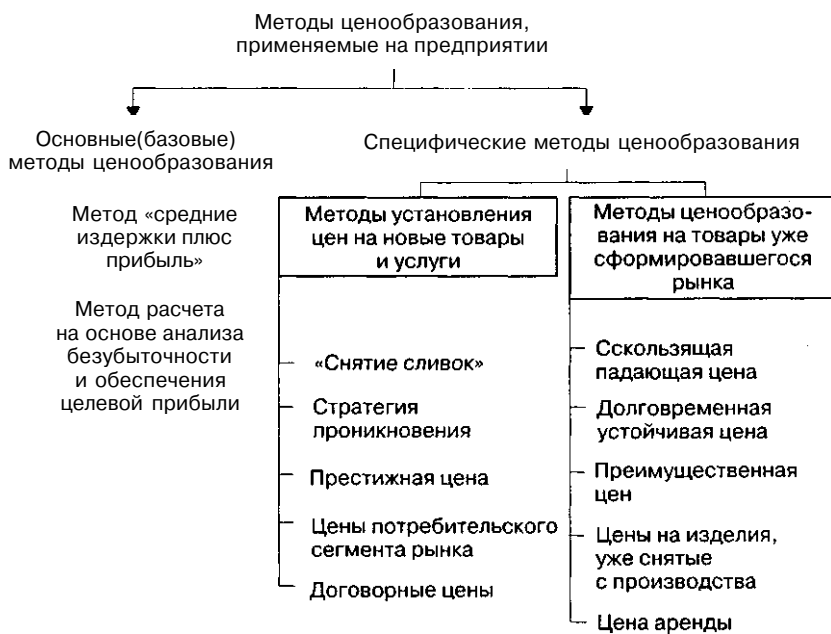 Методы ценообразования,
применяемые на предприятии
Основные(базовые)
методы ценообразования
Специфические методы ценообразования
Метод «средние
издержки плюс
прибыль»
Метод расчета
на основе анализа
безубыточности
и обеспечения
целевой прибыли
Методы установления
цен на новые товары
и услуги
«Снятие сливок»
Стратегия
проникновения
Престижная цена
Цены потребительского
сегмента рынка
Договорные цены
Методы ценообразо-
вания на товары уже
сформировавшегося
рынка
Сскользящая
падающая цена
Долговременная
устойчивая цена
Преимущественная
цен
Цены на изделия,
уже снятые
с производства
Цена аренды